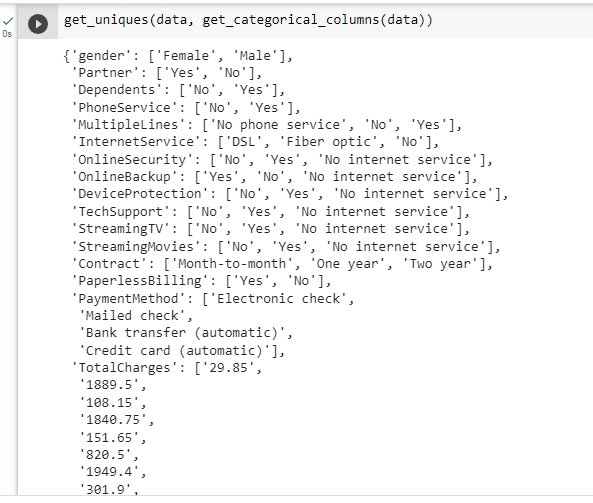 get_uniques(data, get_categorical_columns(data))
0s
{'gender': ['Female', 'Male'],
'Partner': ['Yes', 'No'],
'Dependents': ['No', 'Yes'],
'PhoneService': ['No', 'Yes'],
'MultipleLines': ['No phone service', 'No', 'Yes'],
'InternetService': ['DSL', 'Fiber optic', 'No'],
'OnlineSecurity': ['No', 'Yes', 'No internet service'],
'OnlineBackup': ['Yes', 'No', 'No internet service'],
'DeviceProtection': ['No', 'Yes', 'No internet service'],
'TechSupport': ['No', 'Yes', 'No internet service'],
'StreamingTV': ['No', 'Yes', 'No internet service'],
'StreamingMovies': ['No', 'Yes', 'No internet service'],
'Contract': ['Month-to-month', 'One year', 'Two year'],
'PaperlessBilling': ['Yes', 'No'],
'PaymentMethod': ['Electronic check',
'Mailed check',
'Bank transfer (automatic)',
'Credit card (automatic)'],
'TotalCharges': ['29.85',
'1889.5',
'108.15',
'1840.75',
'151.65',
'820.5',
'1949.4',
'301.9',